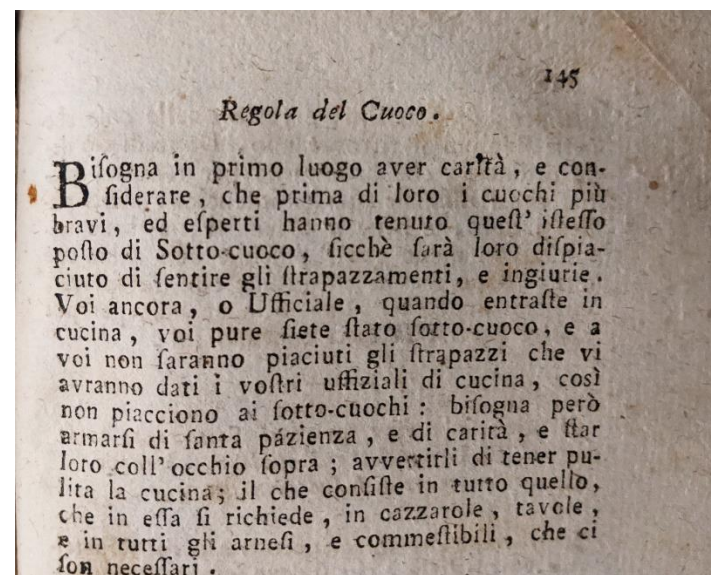 145
Regola del Cuoco.
Biſogna in primo luogo aver carità, e con-
ſiderare, che prima di loro i cuochi più
bravi, ed eſperti hanno tenuto queſt' iſteſſo
poſto di Sotto-cuoco, ſicchè ſarà loro diſpia-
ciuto di ſentire gli ſtrapazzamenti, e ingiurie.
Voi ancora, o Ufficiale, quando entraſte in
cucina, voi pure ſiete ſtato ſotto-cuoco, e a
voi non ſaranno piaciuti gli ſtrapazzi che vi
avranno dati i voſtri uffiziali di cucina, così
non piacciono ai ſotto-cuochi: biſogna però
armarſi di ſanta pázienza, e di carità, e ſtar
loro coll' occhio ſopra; avvertirli di tener pu-
lita la cucina; il che conſiſte in tutto quello,
che in eſſa ſi richiede, in cazzarole, tavole,
e in tutti gli arneſi, e commeſtibili, che ci
ſon neceſſari.